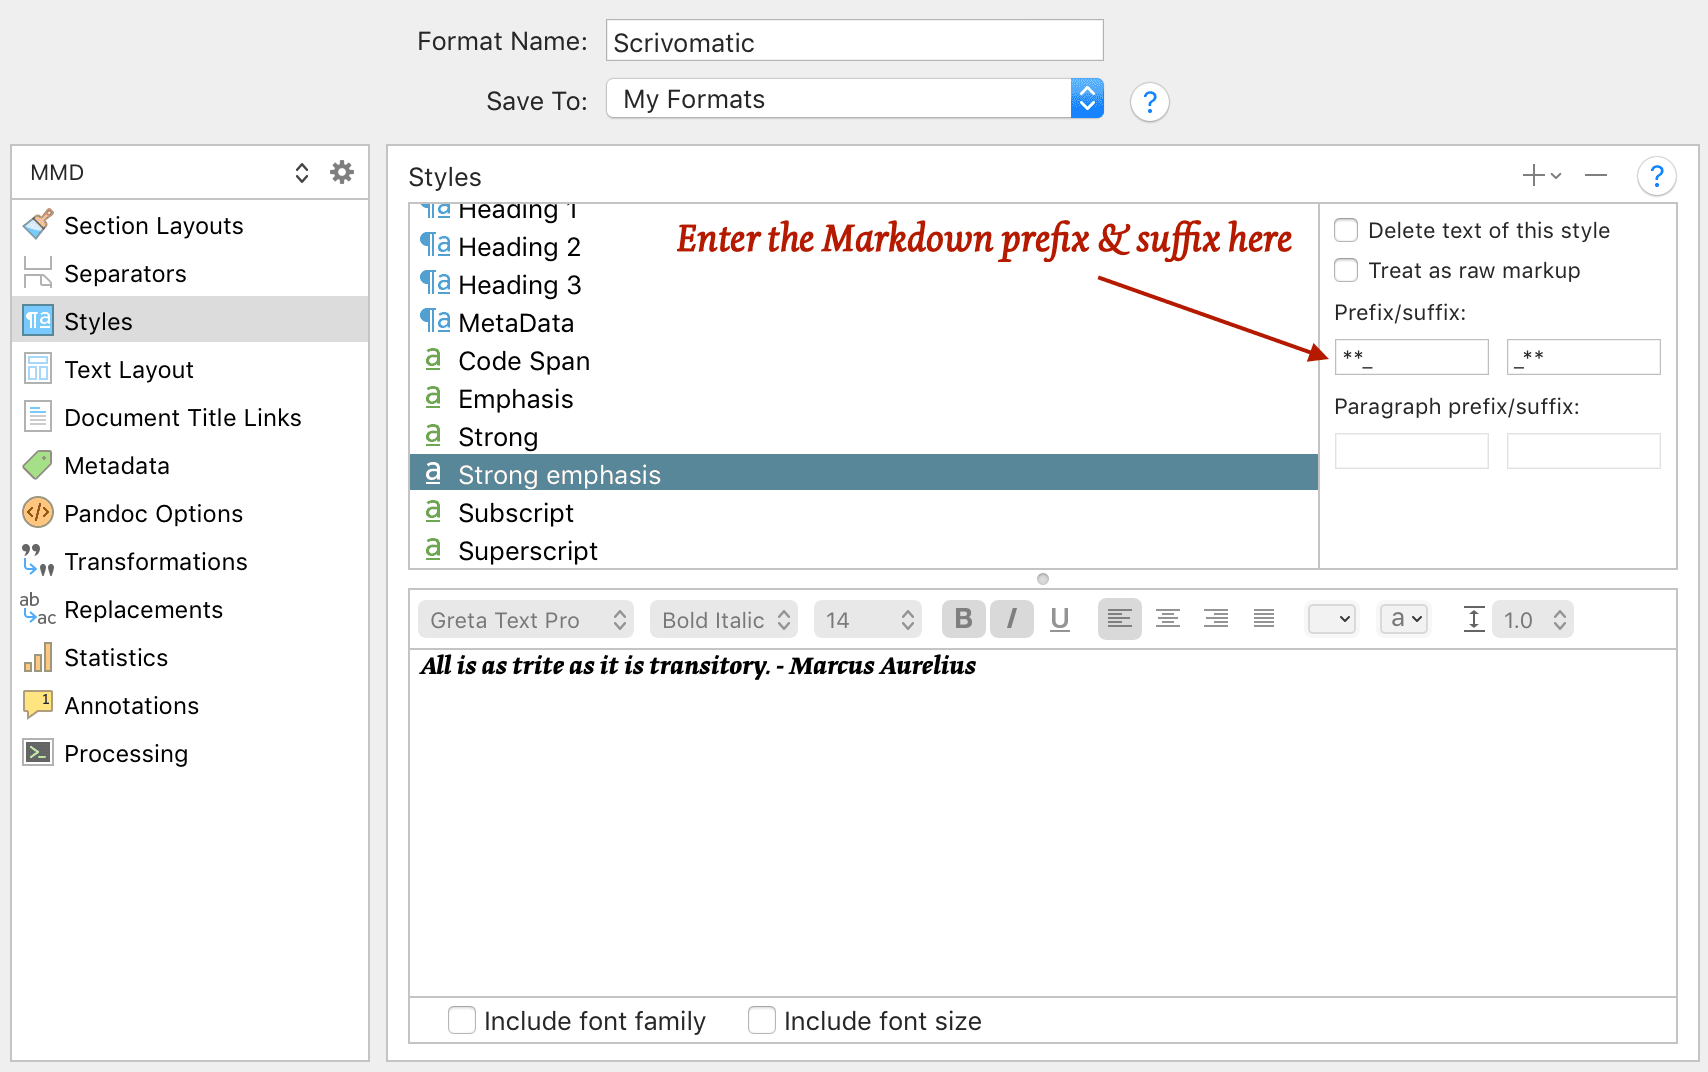 Format Name: Scrivomatic
Save To: My Formats ?
MMD
Section Layouts
Separators
¶a Styles
Text Layout
Document Title Links
Metadata
</> Pandoc Options
Transformations
ab ac Replacements
Statistics
1 Annotations
>_ Processing
Styles ?
¶a Heading 1
¶a Heading 2
¶a Heading 3
¶a MetaData
a Code Span
a Emphasis
a Strong
a Strong emphasis
a Subscript
a Superscript
Enter the Markdown prefix & suffix here
Delete text of this style
Treat as raw markup
Prefix/suffix:
**_ _**
Paragraph prefix/suffix:
Greta Text Pro Bold Italic 14 B I U a 1.0
All is as trite as it is transitory. - Marcus Aurelius
Include font family Include font size